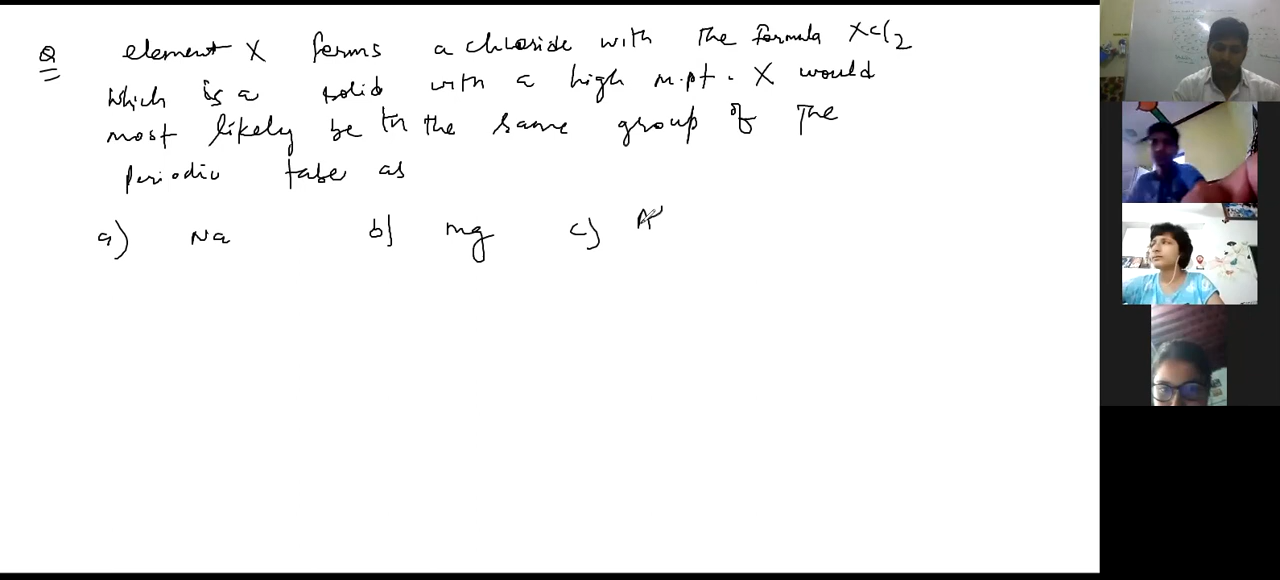 Q element X forms a chloride with The formula XCl2
which is a solid with a high m.pt. X would
most likely be in the same group of The
periodic tabe as
a) Na b) mg c)